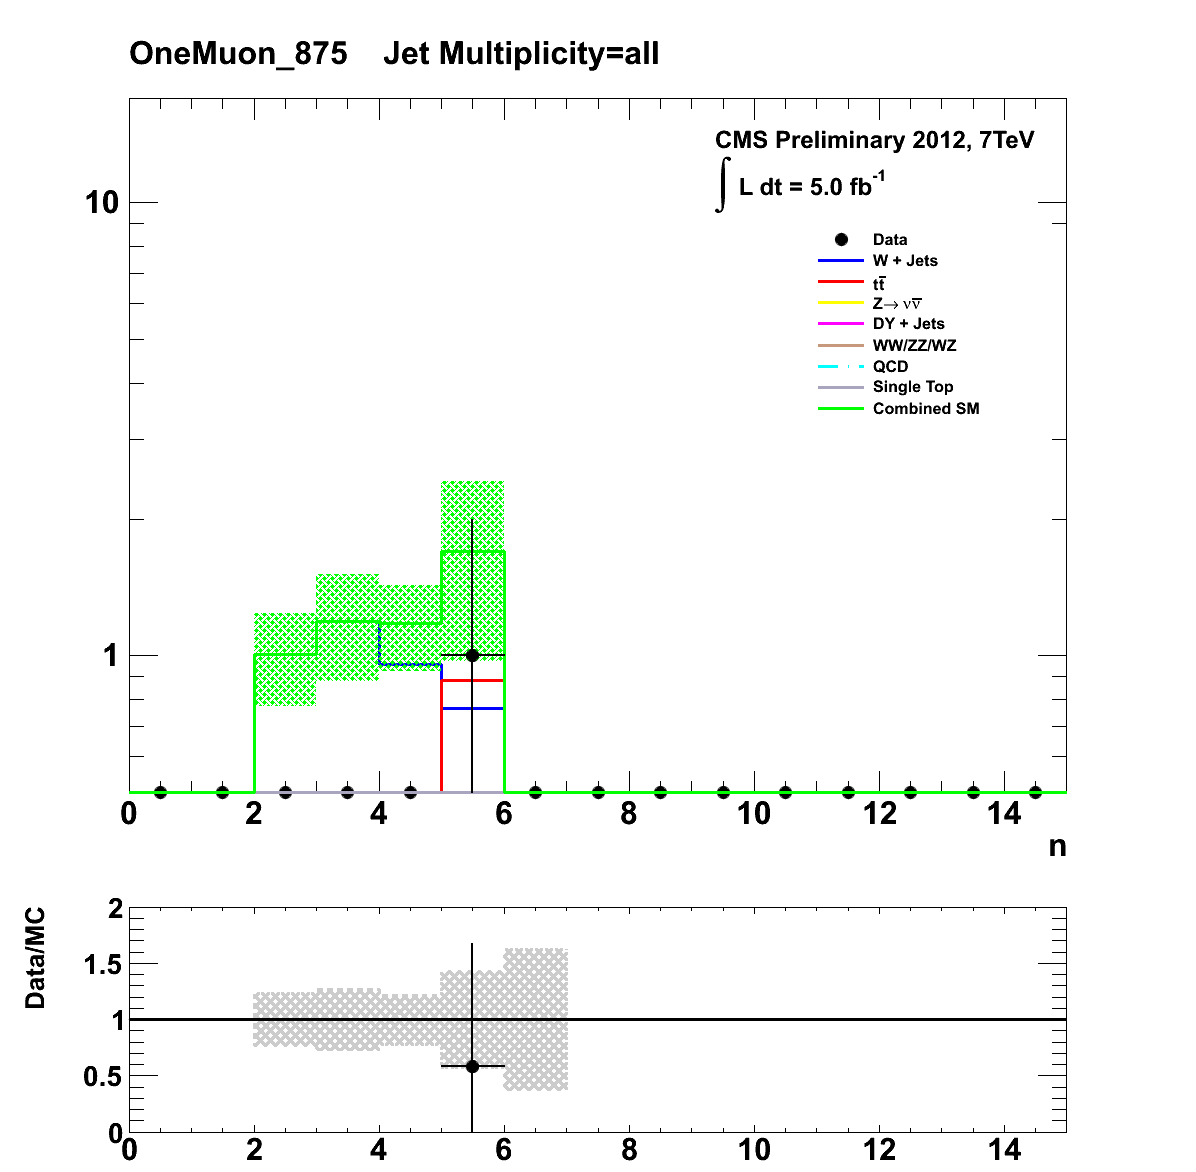 OneMuon_875 Jet Multiplicity=all
CMS Preliminary 2012, 7TeV
∫ L dt = 5.0 fb⁻¹
10
1
Data
W + Jets
tt̅
Z→ νν̅
DY + Jets
WW/ZZ/WZ
QCD
Single Top
Combined SM
0 2 4 6 8 10 12 14
n
Data/MC
2
1.5
1
0.5
0
0 2 4 6 8 10 12 14